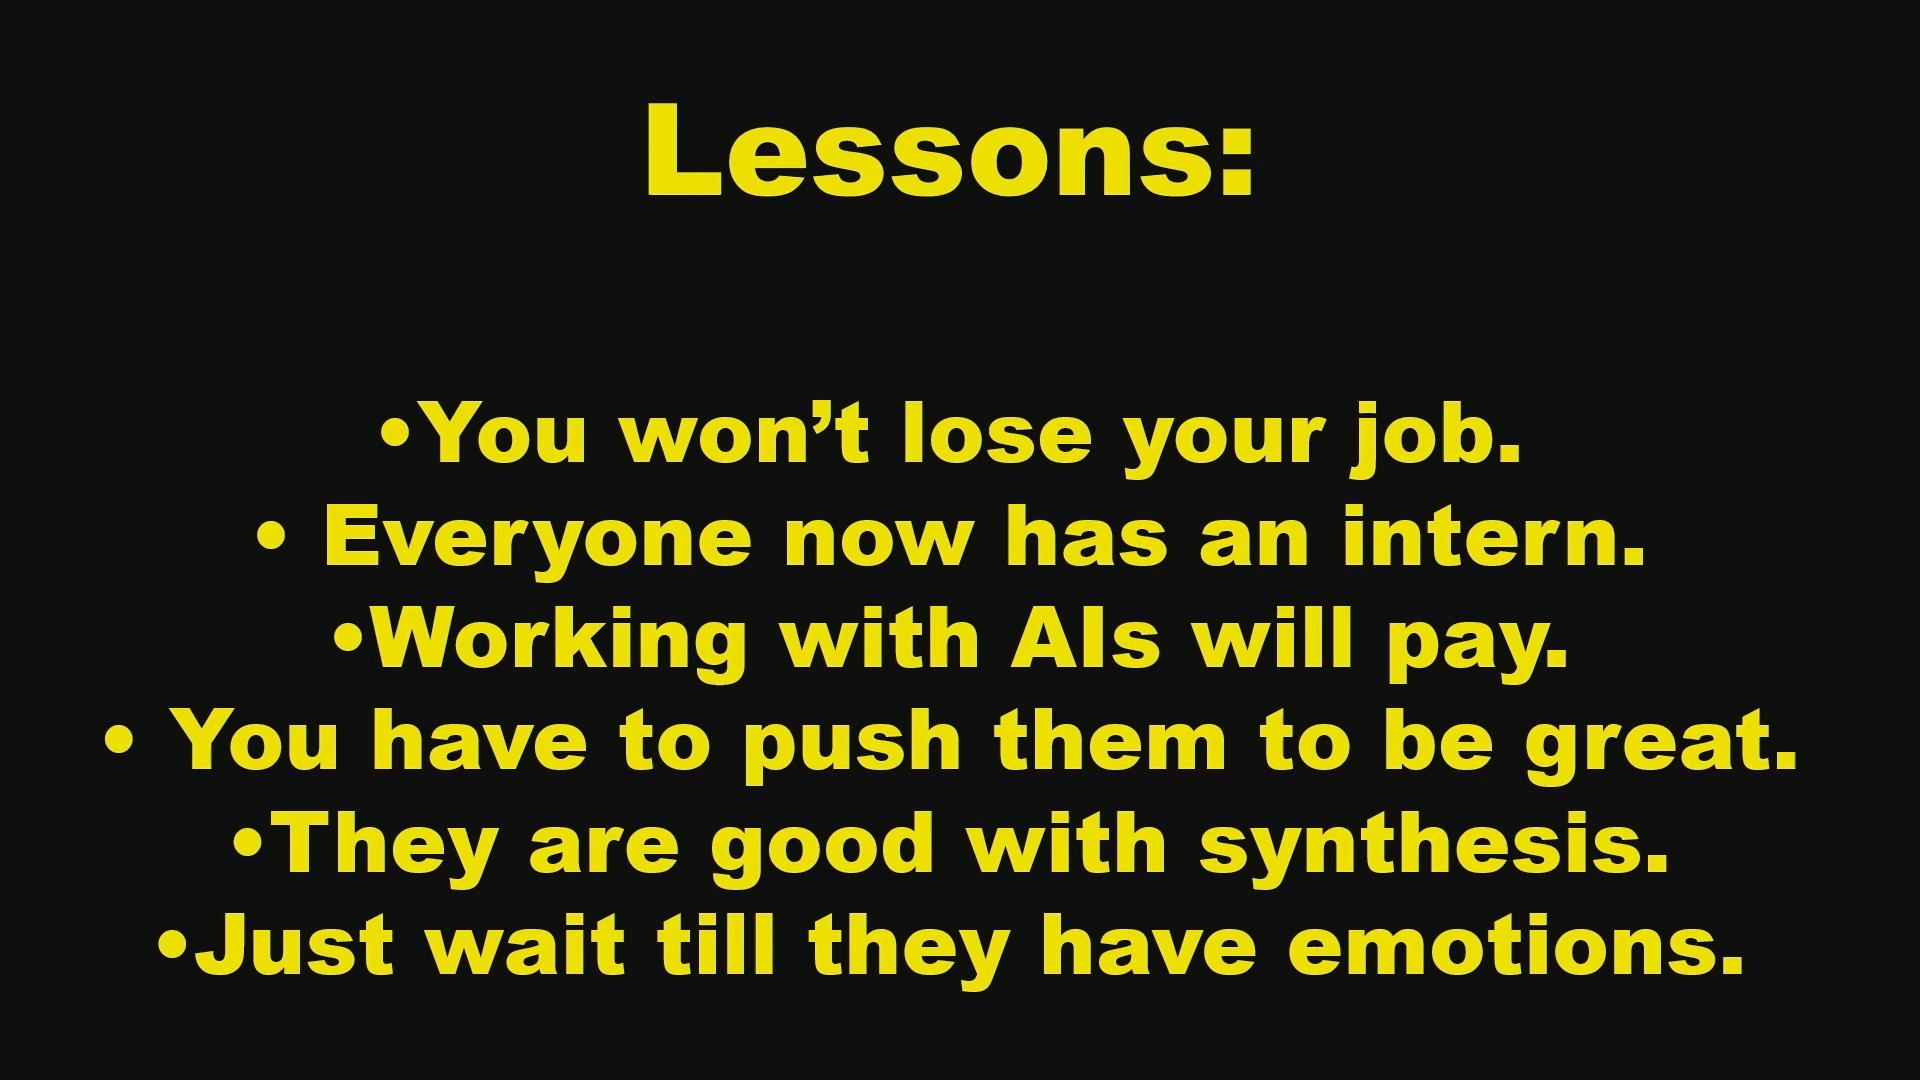 Lessons:
•You won’t lose your job.
• Everyone now has an intern.
•Working with AIs will pay.
• You have to push them to be great.
•They are good with synthesis.
•Just wait till they have emotions.